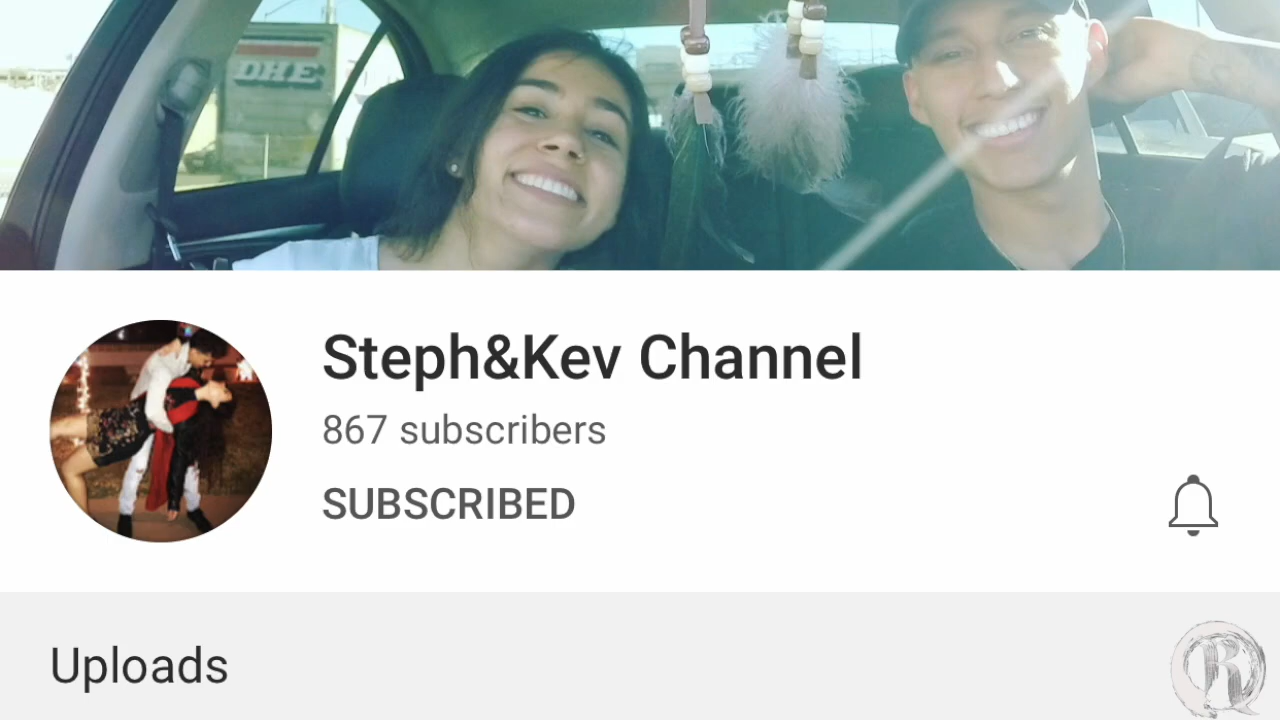 DHE
Steph&Kev Channel
867 subscribers
SUBSCRIBED
Uploads
R